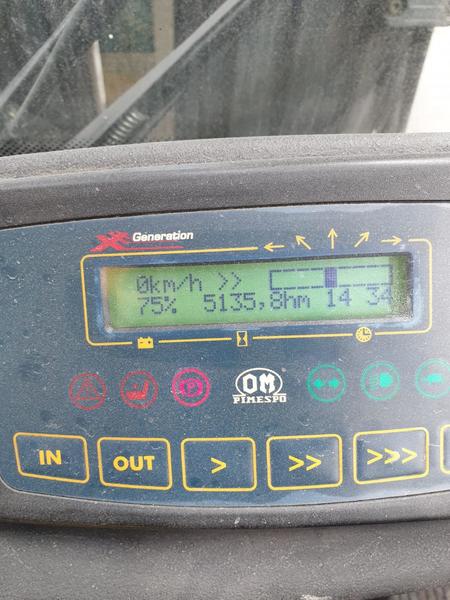 Generation
0km/h >>
75% 5135,8hm 14 34
OM
PIMESPO
IN OUT > >> >>>